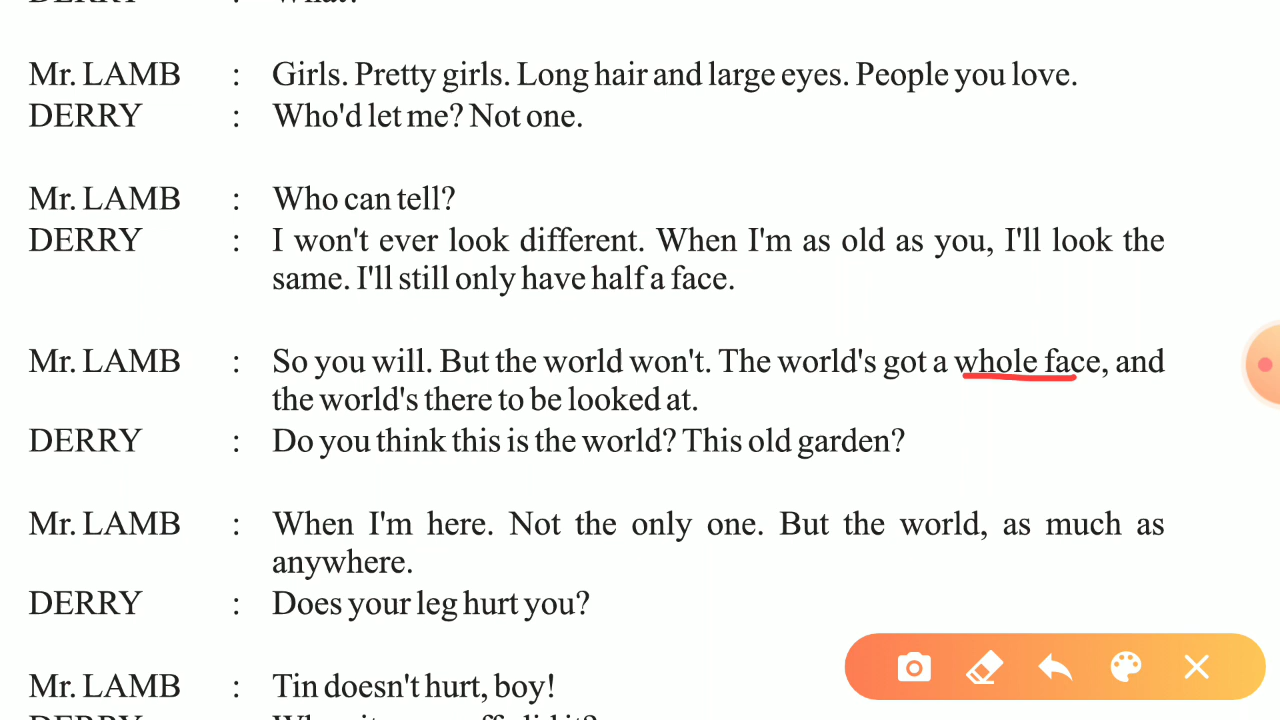 Mr. LAMB : Girls. Pretty girls. Long hair and large eyes. People you love.
DERRY : Who'd let me? Not one.
Mr. LAMB : Who can tell?
DERRY : I won't ever look different. When I'm as old as you, I'll look the
same. I'll still only have half a face.
Mr. LAMB : So you will. But the world won't. The world's got a whole face, and
the world's there to be looked at.
DERRY : Do you think this is the world? This old garden?
Mr. LAMB : When I'm here. Not the only one. But the world, as much as
anywhere.
DERRY : Does your leg hurt you?
Mr. LAMB : Tin doesn't hurt, boy!